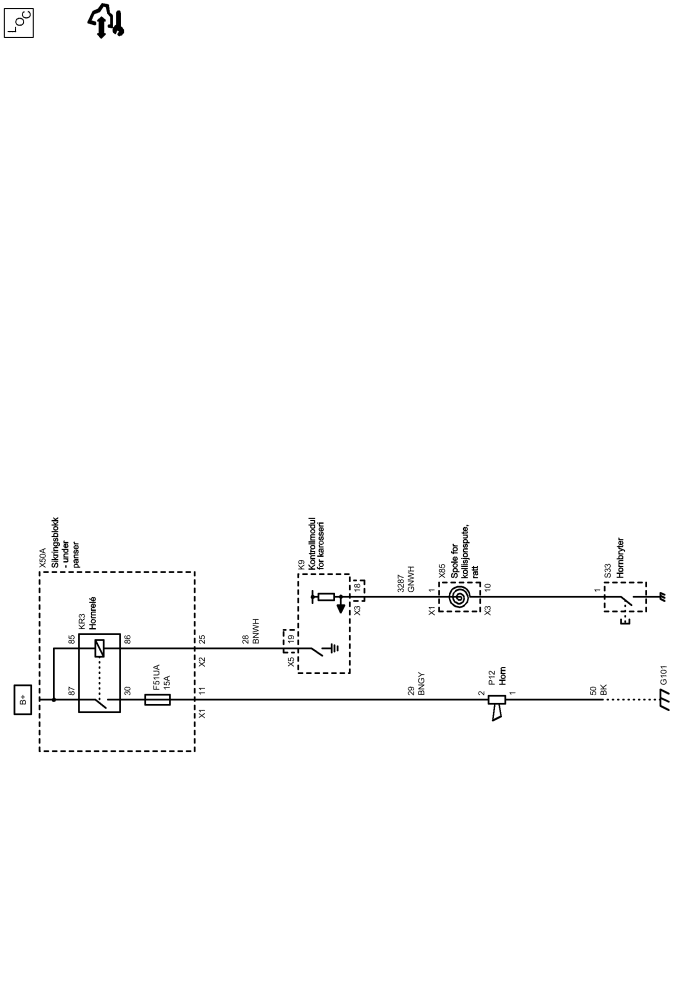 LOC
B+
X50A
Sikringsblokk
- under
panser
KR3
Hornrelé
85
86
87
30
F51UA
15A
25
X2
11
X1
28
BNWH
K9
Kontrollmodul
for karosseri
19
X5
18
X3
3287
GNWH
X85
Spole for
kollisjonspute,
ratt
1
X1
10
X3
29
BNGY
P12
Horn
2
1
S33
Hornbryter
1
50
BK
G101